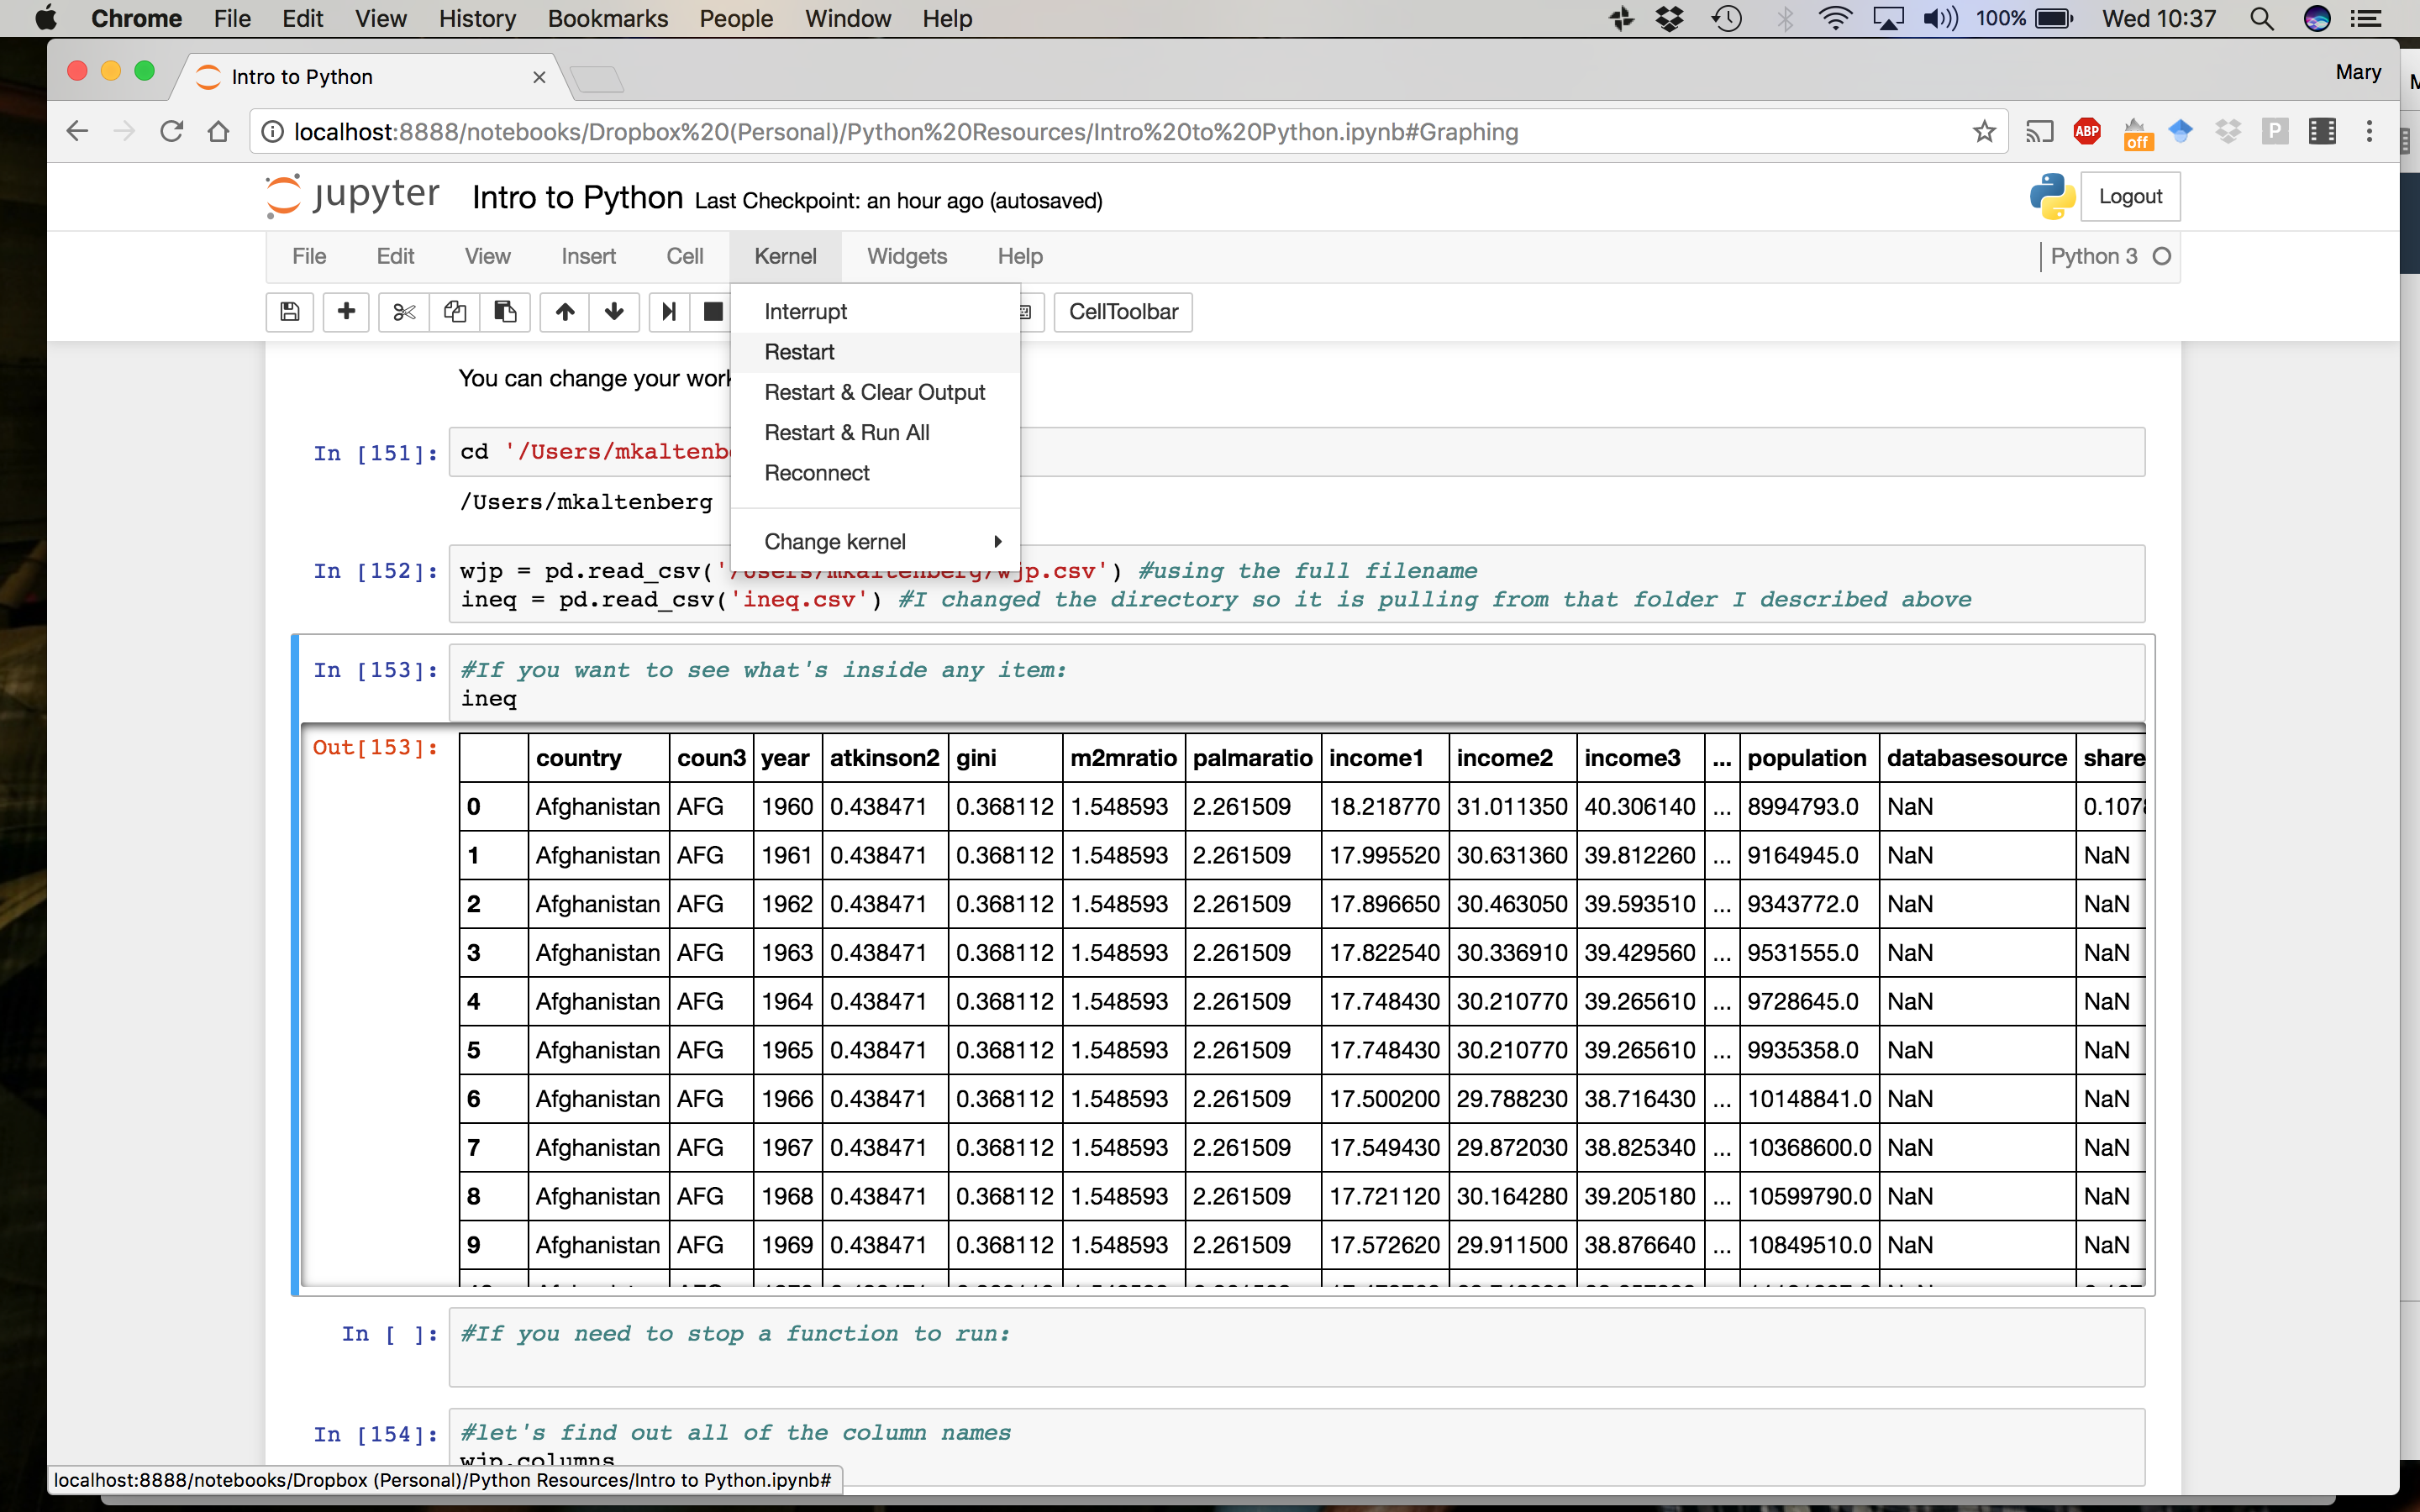 Chrome File Edit View History Bookmarks People Window Help 100% Wed 10:37
Intro to Python Mary
localhost:8888/notebooks/Dropbox%20(Personal)/Python%20Resources/Intro%20to%20Python.ipynb#Graphing ABP off P
jupyter Intro to Python Last Checkpoint: an hour ago (autosaved) Logout
File Edit View Insert Cell Kernel Widgets Help Python 3
CellToolbar
Interrupt
Restart
Restart & Clear Output
Restart & Run All
Reconnect
Change kernel
You can change your
In [151]: cd '/Users/mkaltenb
/Users/mkaltenberg
In [152]: wjp = pd.read_csv('/Users/mkaltenberg/wjp.csv') #using the full filename
ineq = pd.read_csv('ineq.csv') #I changed the directory so it is pulling from that folder I described above
In [153]: #If you want to see what's inside any item:
ineq
Out[153]:
country coun3 year atkinson2 gini m2mratio palmaratio income1 income2 income3 ... population databasesource share
0 Afghanistan AFG 1960 0.438471 0.368112 1.548593 2.261509 18.218770 31.011350 40.306140 ... 8994793.0 NaN 0.107
1 Afghanistan AFG 1961 0.438471 0.368112 1.548593 2.261509 17.995520 30.631360 39.812260 ... 9164945.0 NaN NaN
2 Afghanistan AFG 1962 0.438471 0.368112 1.548593 2.261509 17.896650 30.463050 39.593510 ... 9343772.0 NaN NaN
3 Afghanistan AFG 1963 0.438471 0.368112 1.548593 2.261509 17.822540 30.336910 39.429560 ... 9531555.0 NaN NaN
4 Afghanistan AFG 1964 0.438471 0.368112 1.548593 2.261509 17.748430 30.210770 39.265610 ... 9728645.0 NaN NaN
5 Afghanistan AFG 1965 0.438471 0.368112 1.548593 2.261509 17.748430 30.210770 39.265610 ... 9935358.0 NaN NaN
6 Afghanistan AFG 1966 0.438471 0.368112 1.548593 2.261509 17.500200 29.788230 38.716430 ... 10148841.0 NaN NaN
7 Afghanistan AFG 1967 0.438471 0.368112 1.548593 2.261509 17.549430 29.872030 38.825340 ... 10368600.0 NaN NaN
8 Afghanistan AFG 1968 0.438471 0.368112 1.548593 2.261509 17.721120 30.164280 39.205180 ... 10599790.0 NaN NaN
9 Afghanistan AFG 1969 0.438471 0.368112 1.548593 2.261509 17.572620 29.911500 38.876640 ... 10849510.0 NaN NaN
In [ ]: #If you need to stop a function to run:
In [154]: #let's find out all of the column names
wjp.columns
localhost:8888/notebooks/Dropbox (Personal)/Python Resources/Intro to Python.ipynb#